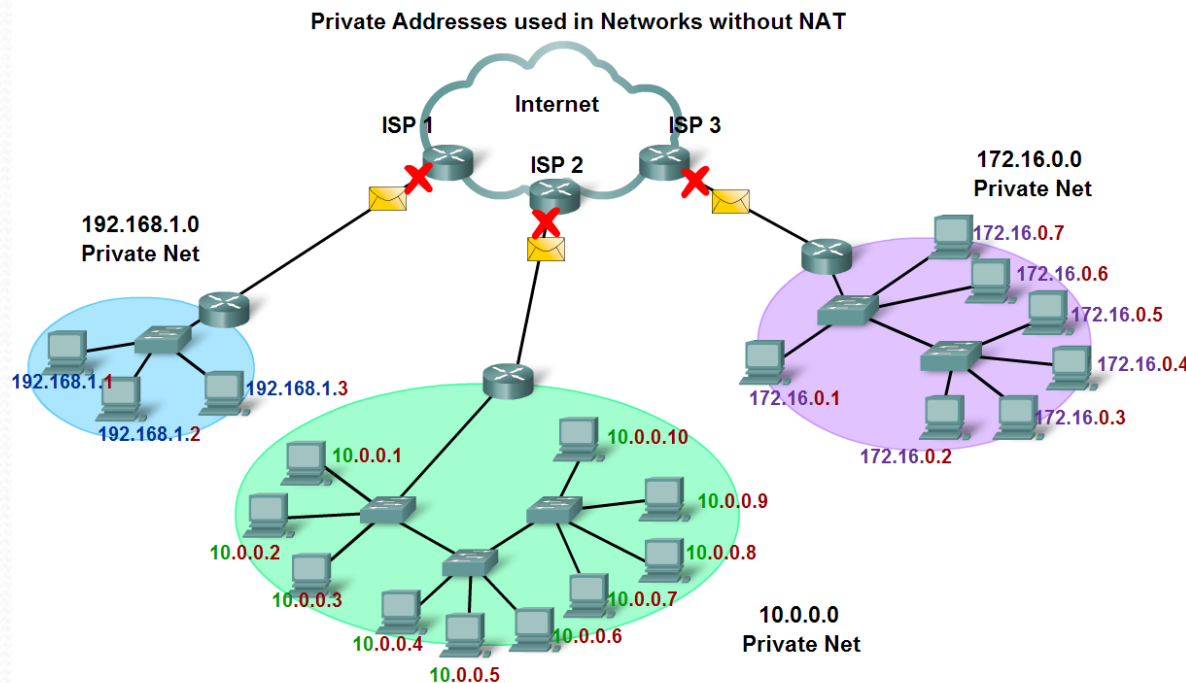 Private Addresses used in Networks without NAT
Internet
ISP 1
ISP 2
ISP 3
192.168.1.0
Private Net
192.168.1.1
192.168.1.2
192.168.1.3
172.16.0.0
Private Net
172.16.0.7
172.16.0.6
172.16.0.5
172.16.0.4
172.16.0.3
172.16.0.2
172.16.0.1
10.0.0.1
10.0.0.2
10.0.0.3
10.0.0.4
10.0.0.5
10.0.0.6
10.0.0.7
10.0.0.8
10.0.0.9
10.0.0.10
10.0.0.0
Private Net